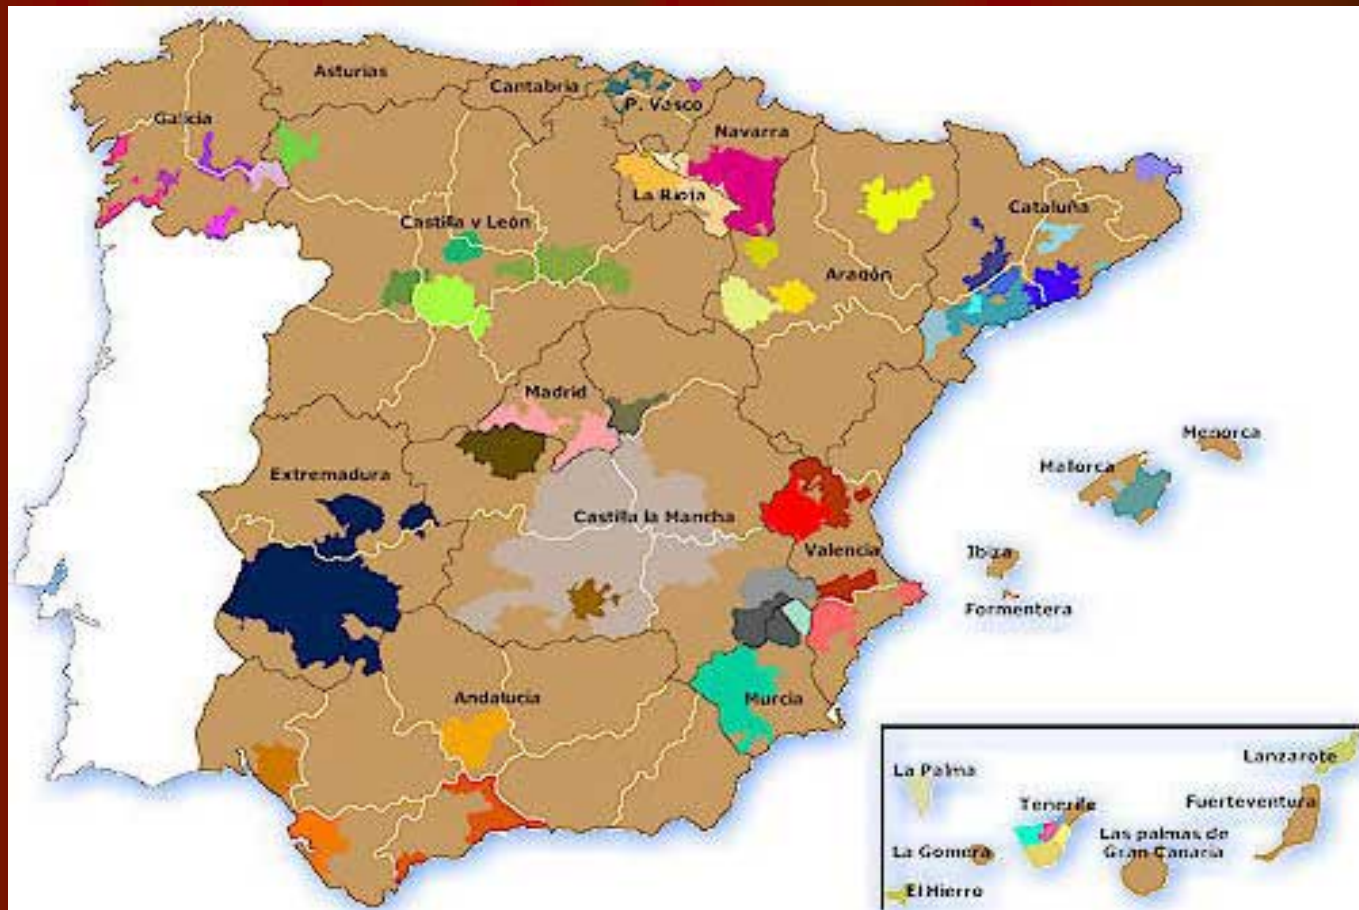 Asturias
Cantabria
P. Vasco
Galicia
Navarra
La Rioja
Cataluña
Castilla y León
Aragón
Madrid
Menorca
Mallorca
Extremadura
Castilla la Mancha
Valencia
Ibiza
Formentera
Andalucia
Murcia
Lanzarote
La Palma
Tenerife
Fuerteventura
Las palmas de
Gran Canaria
La Gomera
El Hierro